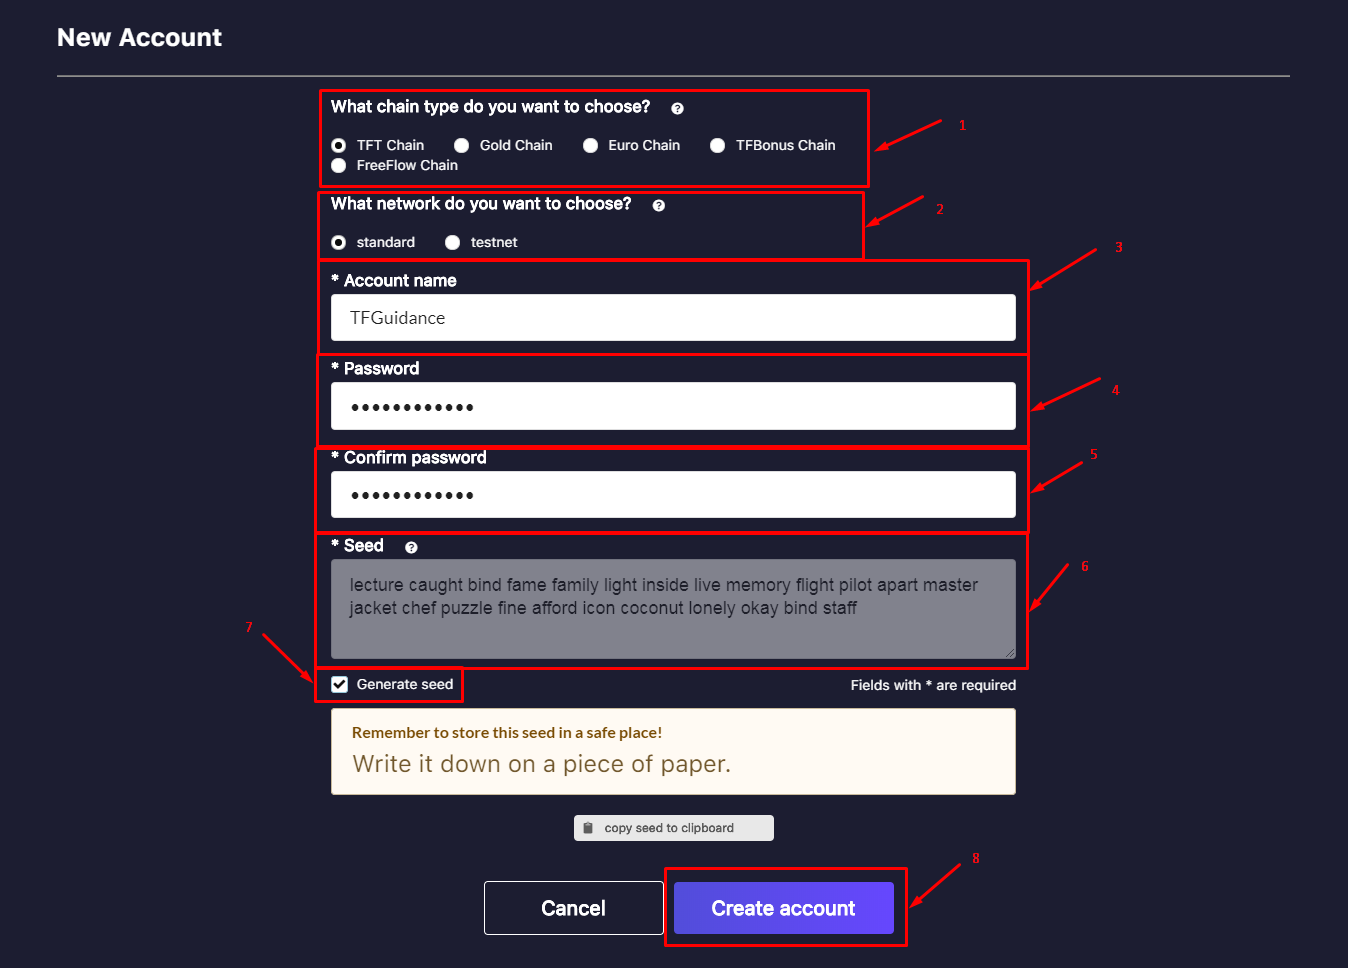 New Account
What chain type do you want to choose? ?
TFT Chain Gold Chain Euro Chain TFBonus Chain
FreeFlow Chain
1
What network do you want to choose? ?
2
standard testnet
3
* Account name
TFGuidance
* Password
4
••••••••••••
* Confirm password
5
••••••••••••
* Seed ?
6
lecture caught bind fame family light inside live memory flight pilot apart master
jacket chef puzzle fine afford icon coconut lonely okay bind staff
7
Generate seed Fields with * are required
Remember to store this seed in a safe place!
Write it down on a piece of paper.
copy seed to clipboard
8
Cancel Create account